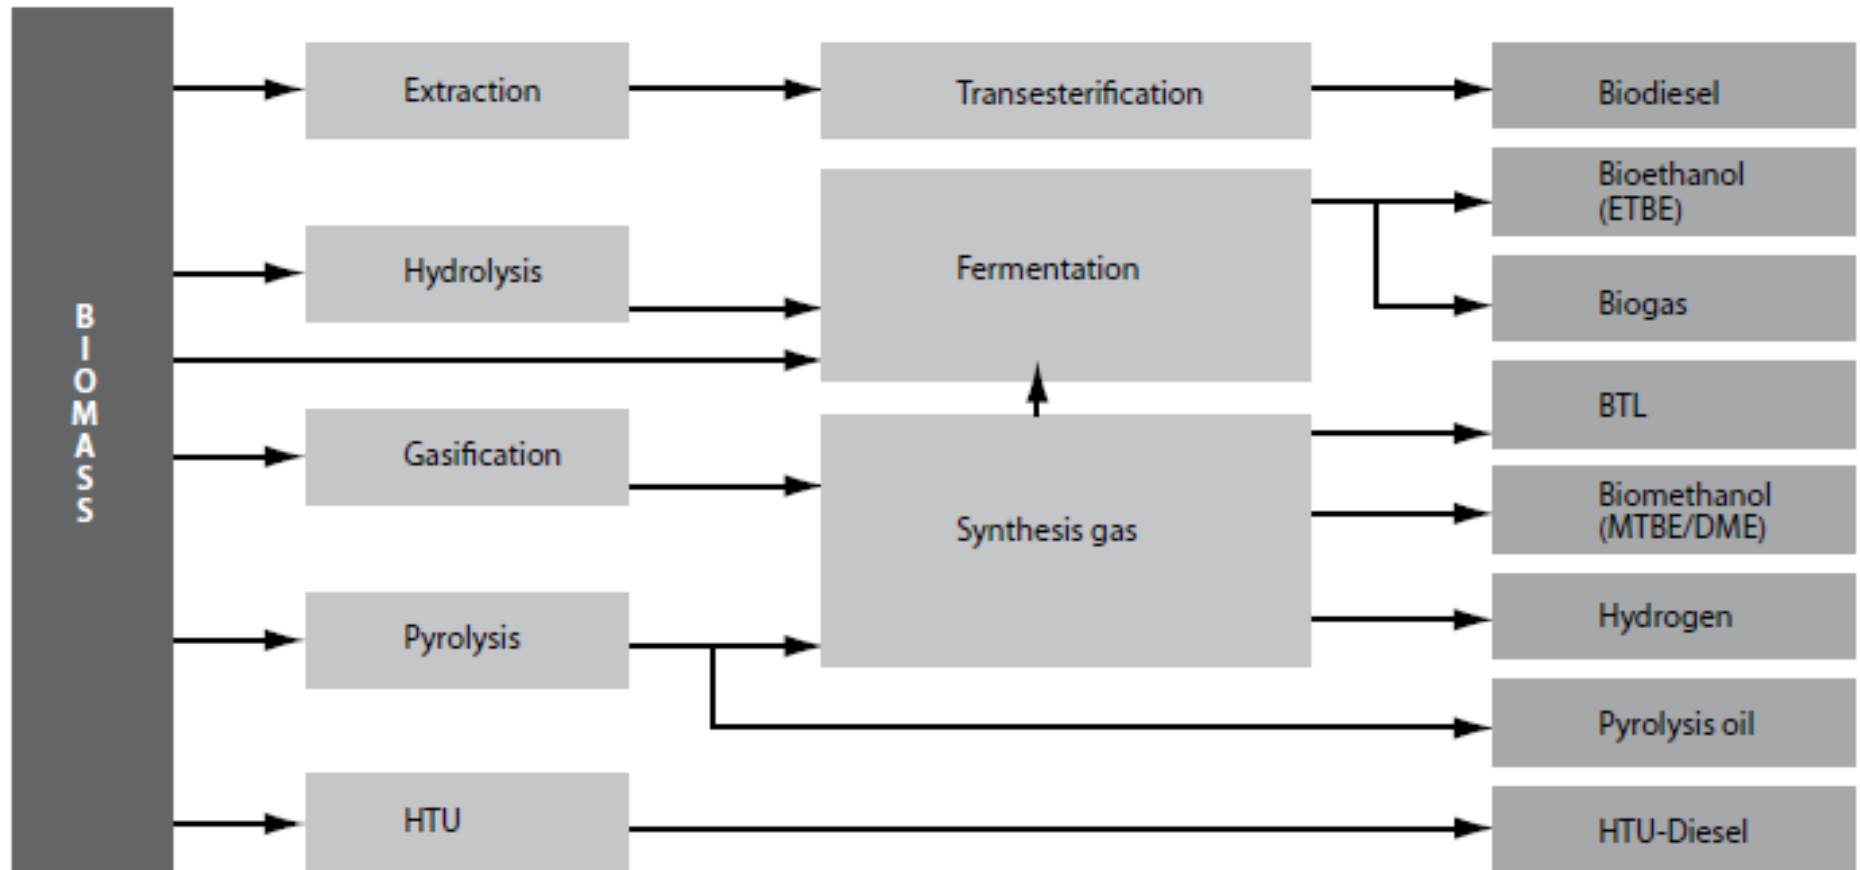 BIOMASS
Extraction
Transesterification
Biodiesel
Bioethanol
(ETBE)
Hydrolysis
Fermentation
Biogas
BTL
Gasification
Synthesis gas
Biomethanol
(MTBE/DME)
Pyrolysis
Hydrogen
Pyrolysis oil
HTU
HTU-Diesel